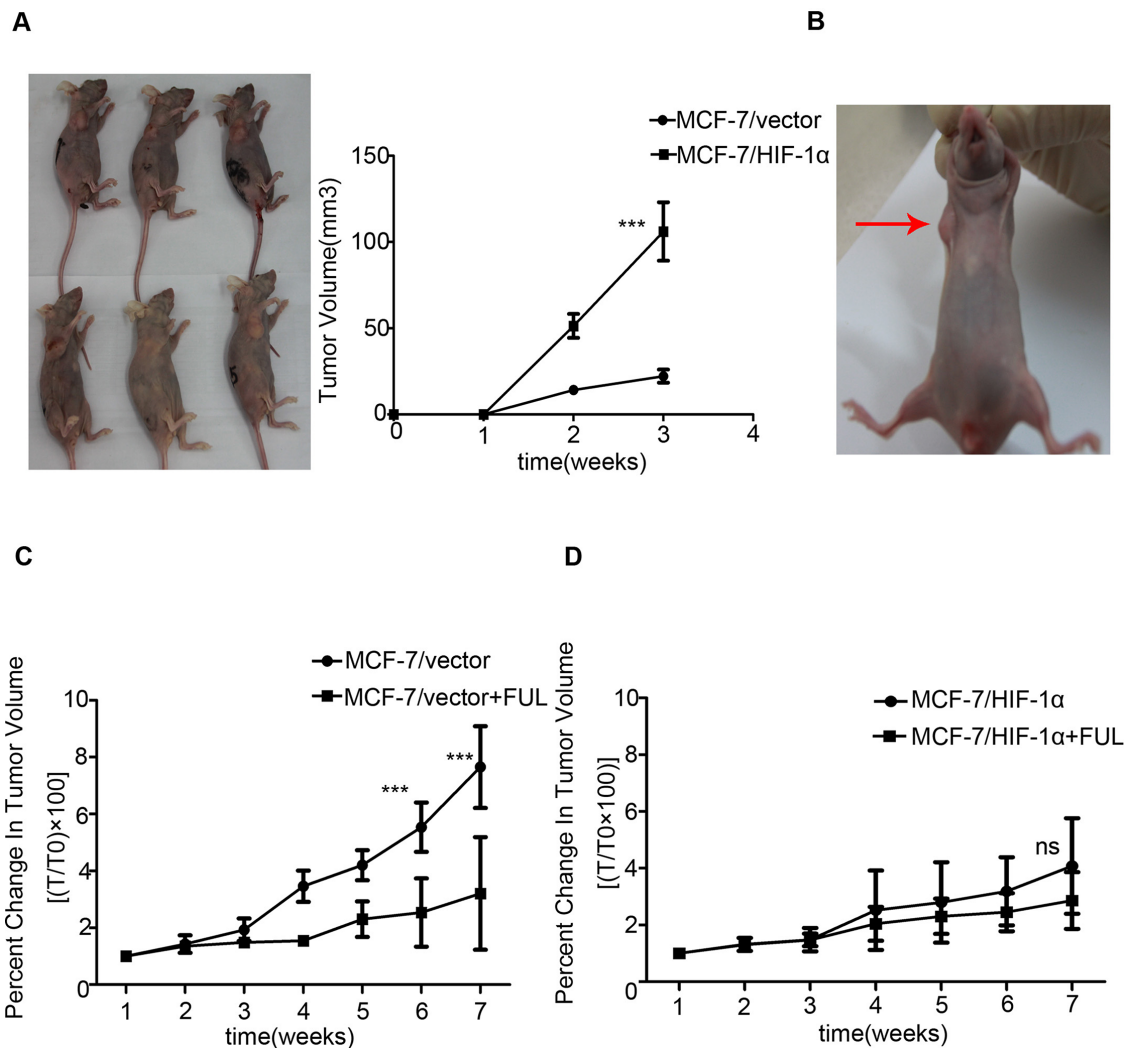 A
B
MCF-7/vector
MCF-7/HIF-1α
150
100
50
0
Tumor Volume(mm3)
***
0 1 2 3 4
time(weeks)
5
C
D
MCF-7/vector
MCF-7/vector+FUL
Percent Change In Tumor Volume
[(T/T0)×100]
10
8
6
4
2
0
***
***
1 2 3 4 5 6 7
time(weeks)
MCF-7/HIF-1α
MCF-7/HIF-1α+FUL
Percent Change In Tumor Volume
[(T/T0×100)]
10
8
6
4
2
0
ns
1 2 3 4 5 6 7
time(weeks)